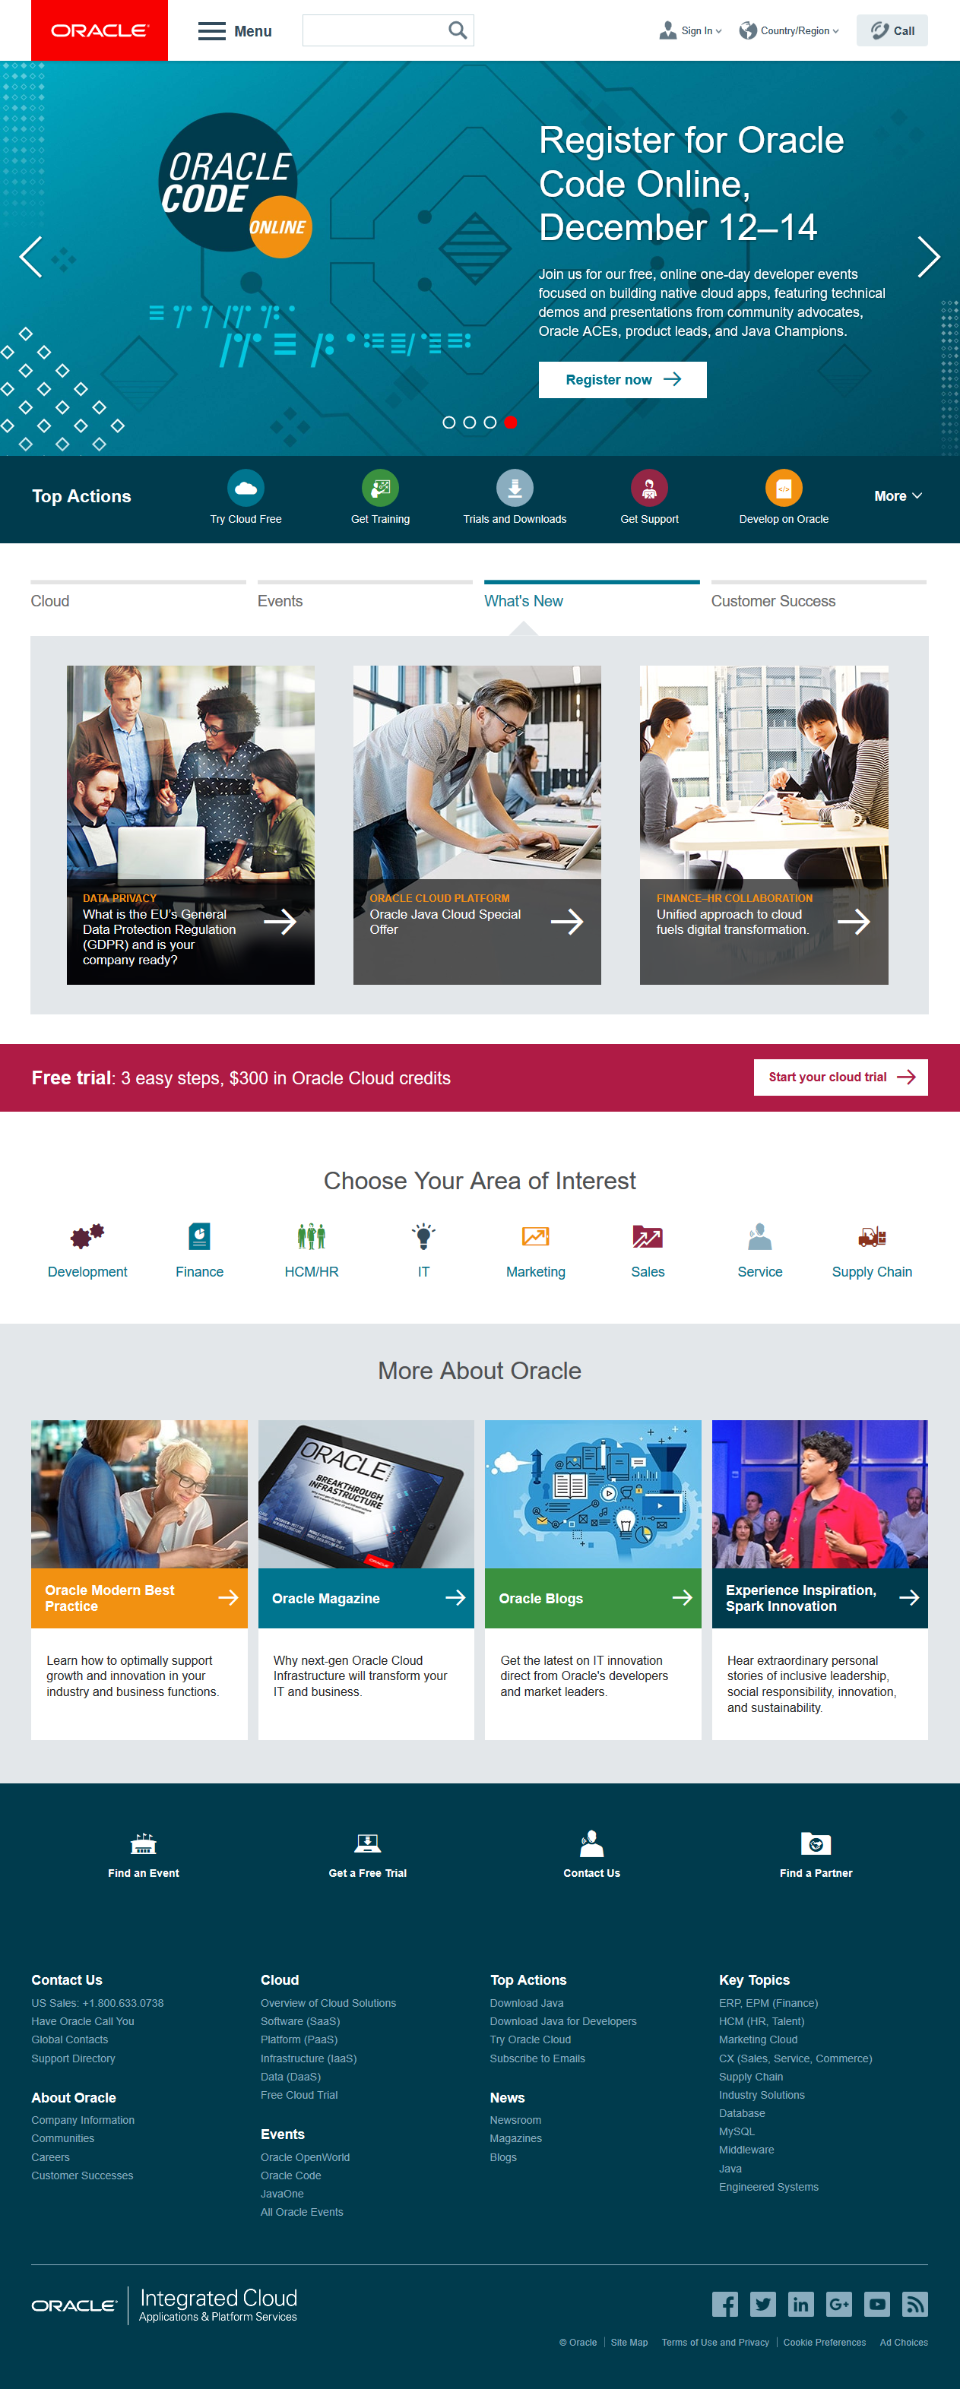 ORACLE
Menu
Sign In
Country/Region
Call
ORACLE
CODE
ONLINE
Register for Oracle
Code Online,
December 12–14
Join us for our free, online one-day developer events
focused on building native cloud apps, featuring technical
demos and presentations from community advocates,
Oracle ACEs, product leads, and Java Champions.
Register now
Top Actions
Try Cloud Free
Get Training
Trials and Downloads
Get Support
Develop on Oracle
More
Cloud
Events
What's New
Customer Success
DATA PRIVACY
What is the EU's General
Data Protection Regulation
(GDPR) and is your
company ready?
ORACLE CLOUD PLATFORM
Oracle Java Cloud Special
Offer
FINANCE–HR COLLABORATION
Unified approach to cloud
fuels digital transformation.
Free trial: 3 easy steps, $300 in Oracle Cloud credits
Start your cloud trial
Choose Your Area of Interest
Development
Finance
HCM/HR
IT
Marketing
Sales
Service
Supply Chain
More About Oracle
ORACLE
BREAKTHROUGH
INFRASTRUCTURE
Oracle Modern Best
Practice
Learn how to optimally support
growth and innovation in your
industry and business functions.
Oracle Magazine
Why next-gen Oracle Cloud
Infrastructure will transform your
IT and business.
Oracle Blogs
Get the latest on IT innovation
direct from Oracle's developers
and market leaders.
Experience Inspiration,
Spark Innovation
Hear extraordinary personal
stories of inclusive leadership,
social responsibility, innovation,
and sustainability.
Find an Event
Get a Free Trial
Contact Us
Find a Partner
Contact Us
US Sales: +1.800.633.0738
Have Oracle Call You
Global Contacts
Support Directory
About Oracle
Company Information
Communities
Careers
Customer Successes
Cloud
Overview of Cloud Solutions
Software (SaaS)
Platform (PaaS)
Infrastructure (IaaS)
Data (DaaS)
Free Cloud Trial
Events
Oracle OpenWorld
Oracle Code
JavaOne
All Oracle Events
Top Actions
Download Java
Download Java for Developers
Try Oracle Cloud
Subscribe to Emails
News
Newsroom
Magazines
Blogs
Key Topics
ERP, EPM (Finance)
HCM (HR, Talent)
Marketing Cloud
CX (Sales, Service, Commerce)
Supply Chain
Industry Solutions
Database
MySQL
Middleware
Java
Engineered Systems
ORACLE
Integrated Cloud
Applications & Platform Services
© Oracle
Site Map
Terms of Use and Privacy
Cookie Preferences
Ad Choices